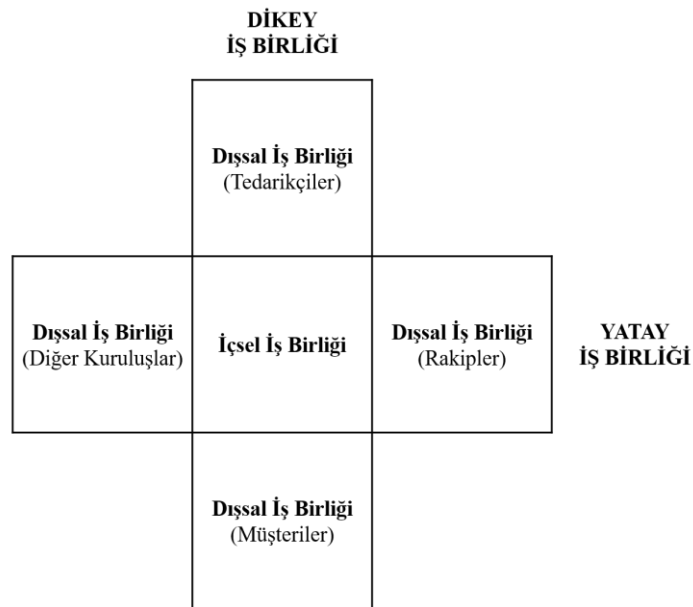 DİKEY
İŞ BİRLİĞİ
Dışsal İş Birliği
(Tedarikçiler)
Dışsal İş Birliği
(Diğer Kuruluşlar)
İçsel İş Birliği
Dışsal İş Birliği
(Rakipler)
YATAY
İŞ BİRLİĞİ
Dışsal İş Birliği
(Müşteriler)